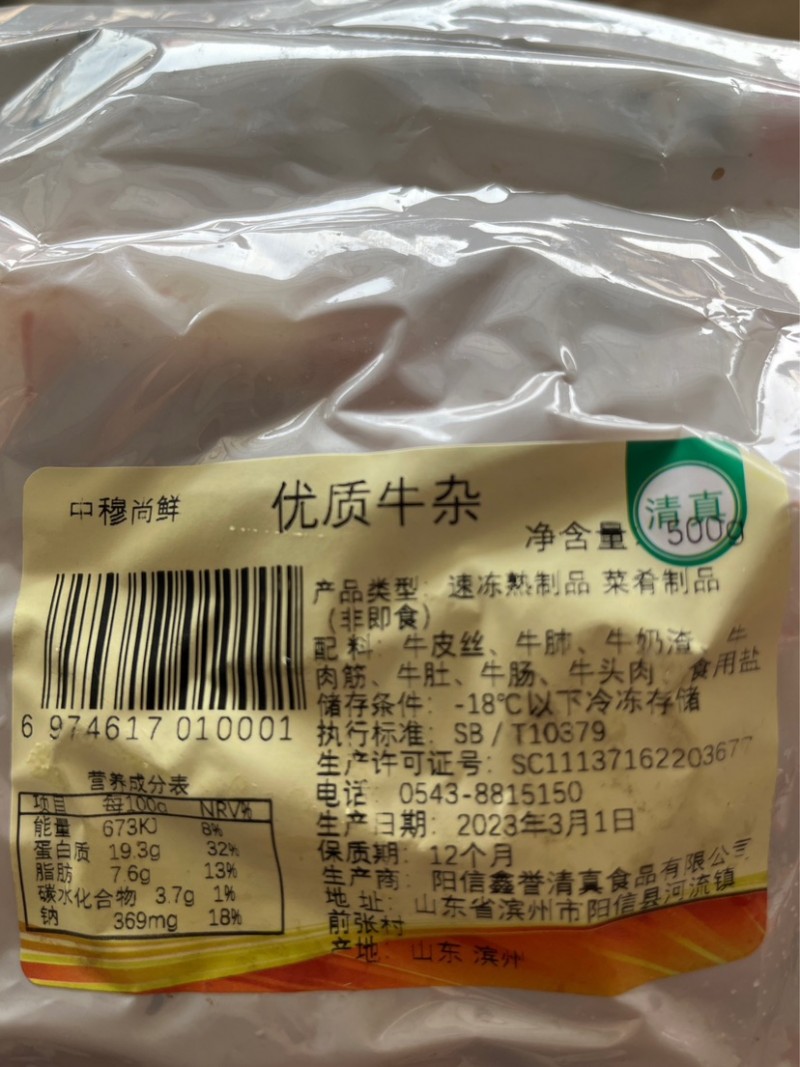 中穆尚鲜
优质牛杂
清真
净含量：500g
6 974617 010001
产品类型：速冻熟制品 菜肴制品
（非即食）
配料：牛皮丝、牛肺、牛奶渣、牛
肉筋、牛肚、牛肠、牛头肉 食用盐
储存条件：-18℃以下冷冻存储
执行标准：SB/T10379
生产许可证号：SC11137162203677
电话：0543-8815150
生产日期：2023年3月1日
保质期：12个月
生产商：阳信鑫誉清真食品有限公司
地 址：山东省滨州市阳信县河流镇
前张村
产地：山东 滨州
营养成分表
项目 每100g NRV%
能量 673KJ 8%
蛋白质 19.3g 32%
脂肪 7.6g 13%
碳水化合物 3.7g 1%
钠 369mg 18%